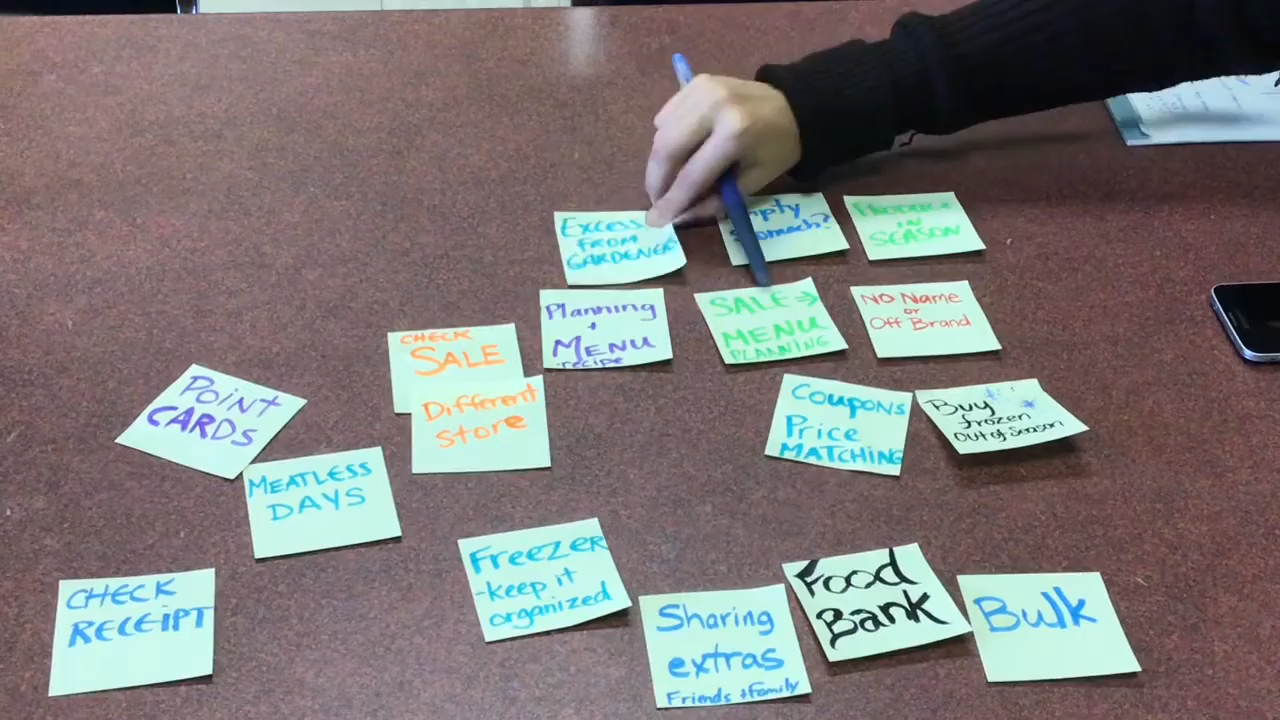 Excess
FROM
GARDENERS
Stomach?
PRODUCE
IN
SEASON
Planning
+
MENU
recipe
SALE →
MENU
PLANNING
NO Name
or
Off Brand
CHECK
SALE
Different
Store
POINT
CARDS
Coupons
Price
MATCHING
Buy
frozen
OUT of Season
MEATLESS
DAYS
Freezer
-keep it
organized
CHECK
RECEIPT
Sharing
extras
Friends + family
Food
Bank
Bulk